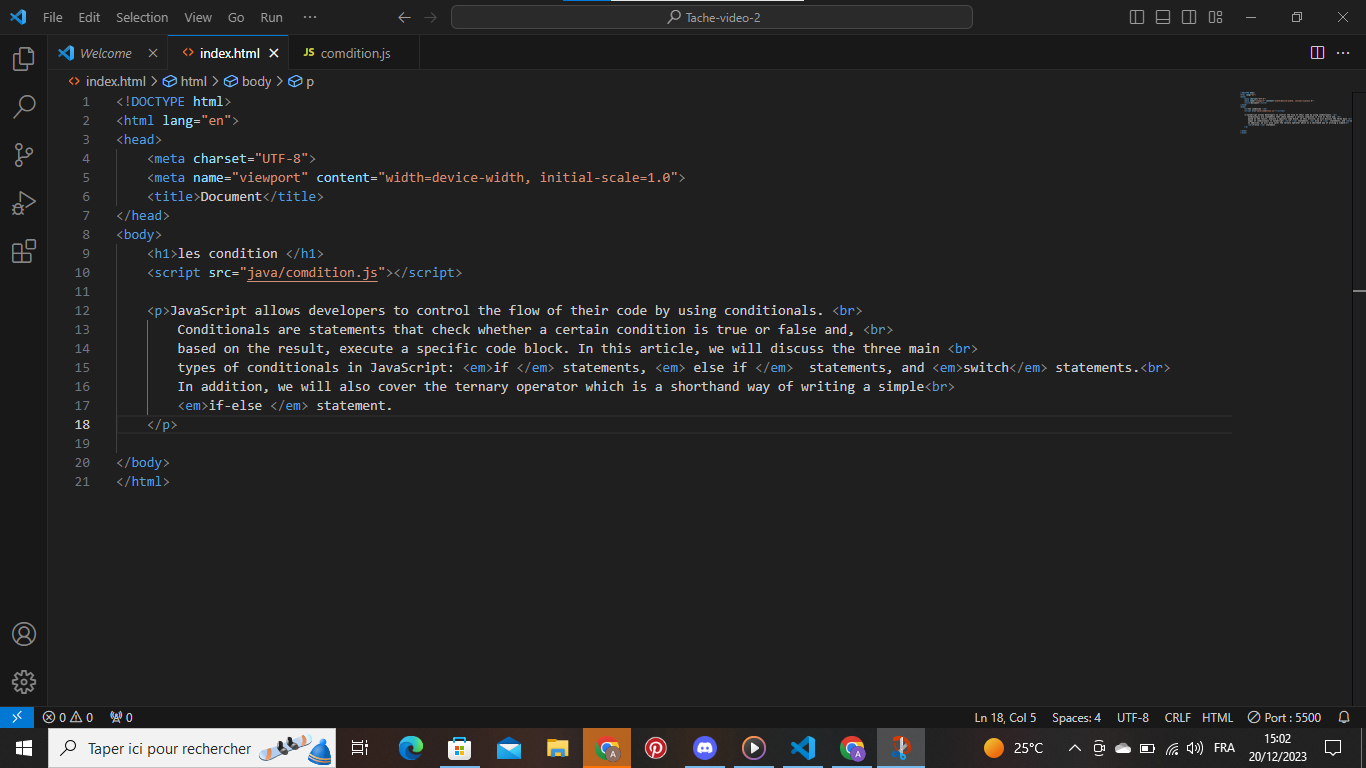 File Edit Selection View Go Run ··· Tache-video-2
Welcome index.html JS comdition.js
index.html > html > body > p
1 <!DOCTYPE html>
2 <html lang="en">
3 <head>
4 <meta charset="UTF-8">
5 <meta name="viewport" content="width=device-width, initial-scale=1.0">
6 <title>Document</title>
7 </head>
8 <body>
9 <h1>les condition </h1>
10 <script src="java/comdition.js"></script>
11
12 <p>JavaScript allows developers to control the flow of their code by using conditionals. <br>
13 Conditionals are statements that check whether a certain condition is true or false and, <br>
14 based on the result, execute a specific code block. In this article, we will discuss the three main <br>
15 types of conditionals in JavaScript: <em>if </em> statements, <em> else if </em>  statements, and <em>switch</em> statements.<br>
16 In addition, we will also cover the ternary operator which is a shorthand way of writing a simple<br>
17 <em>if-else </em> statement.
18 </p>
19
20 </body>
21 </html>
0 0 0 Ln 18, Col 5 Spaces: 4 UTF-8 CRLF HTML Port : 5500
Taper ici pour rechercher A A 25°C FRA 15:02
20/12/2023